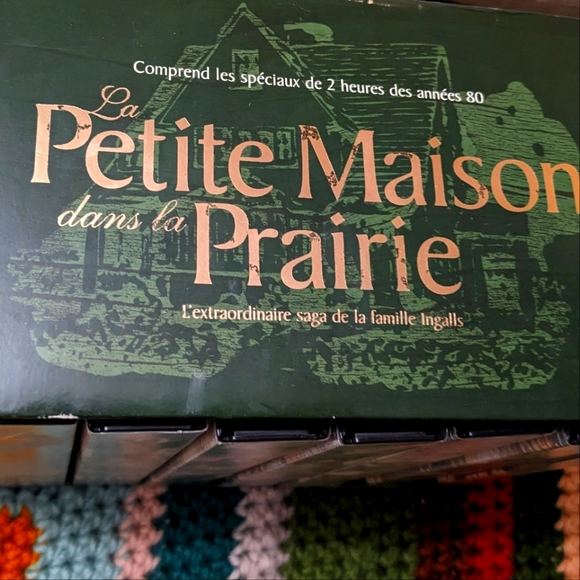 Comprend les spéciaux de 2 heures des années 80
La
Petite Maison
dans la Prairie
L'extraordinaire saga de la famille Ingalls